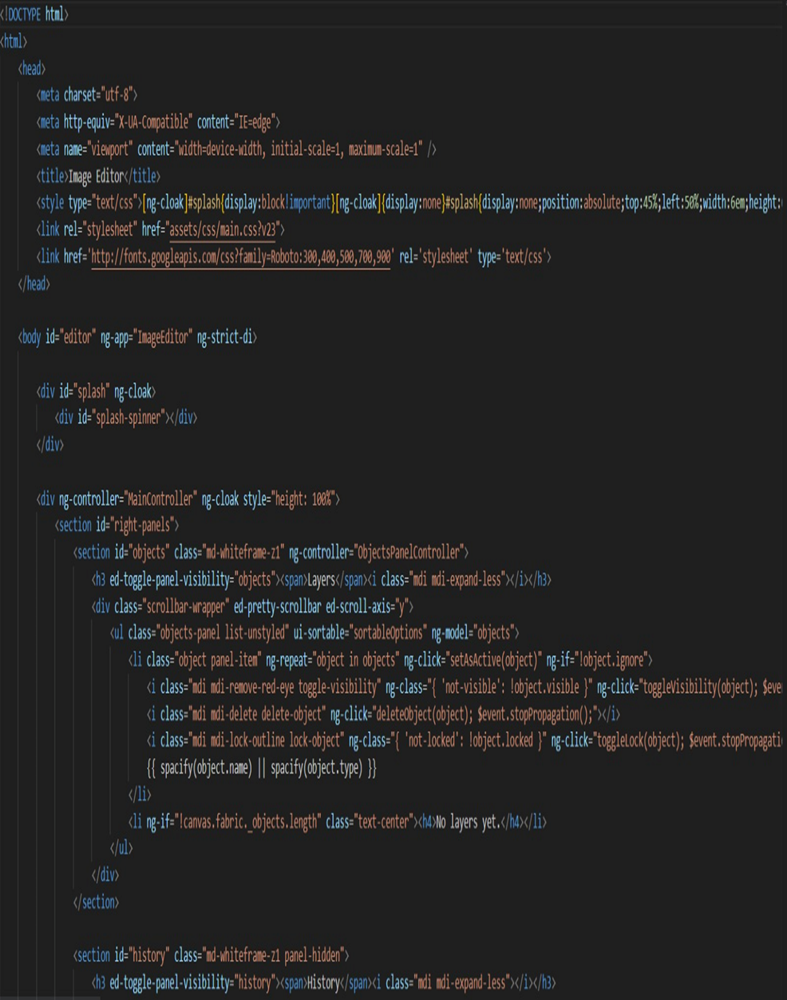 <!DOCTYPE html>
<html>
<head>
<meta charset="utf-8">
<meta http-equiv="X-UA-Compatible" content="IE=edge">
<meta name="viewport" content="width=device-width, initial-scale=1, maximum-scale=1" />
<title>Image Editor</title>
<style type="text/css">[ng-cloak]#splash{display:block!important}[ng-cloak]{display:none}#splash{display:none;position:absolute;top:45%;left:50%;width:6em;height:
<link rel="stylesheet" href="assets/css/main.css?v23">
<link href='http://fonts.googleapis.com/css?family=Roboto:300,400,500,700,900' rel='stylesheet' type='text/css'>
</head>
<body id="editor" ng-app="ImageEditor" ng-strict-di>
<div id="splash" ng-cloak>
<div id="splash-spinner"></div>
</div>
<div ng-controller="MainController" ng-cloak style="height: 100%">
<section id="right-panels">
<section id="objects" class="md-whiteframe-z1" ng-controller="ObjectsPanelController">
<h3 ed-toggle-panel-visibility="objects"><span>Layers</span><i class="mdi mdi-expand-less"></i></h3>
<div class="scrollbar-wrapper" ed-pretty-scrollbar ed-scroll-axis="y">
<ul class="objects-panel list-unstyled" ui-sortable="sortableOptions" ng-model="objects">
<li class="object panel-item" ng-repeat="object in objects" ng-click="setAsActive(object)" ng-if="!object.ignore">
<i class="mdi mdi-remove-red-eye toggle-visibility" ng-class="{ 'not-visible': !object.visible }" ng-click="toggleVisibility(object); $eve
<i class="mdi mdi-delete delete-object" ng-click="deleteObject(object); $event.stopPropagation();"></i>
<i class="mdi mdi-lock-outline lock-object" ng-class="{ 'not-locked': !object.locked }" ng-click="toggleLock(object); $event.stopPropagati
{{ spacify(object.name) || spacify(object.type) }}
</li>
<li ng-if="!canvas.fabric._objects.length" class="text-center"><h4>No layers yet.</h4></li>
</ul>
</div>
</section>
<section id="history" class="md-whiteframe-z1 panel-hidden">
<h3 ed-toggle-panel-visibility="history"><span>History</span><i class="mdi mdi-expand-less"></i></h3>